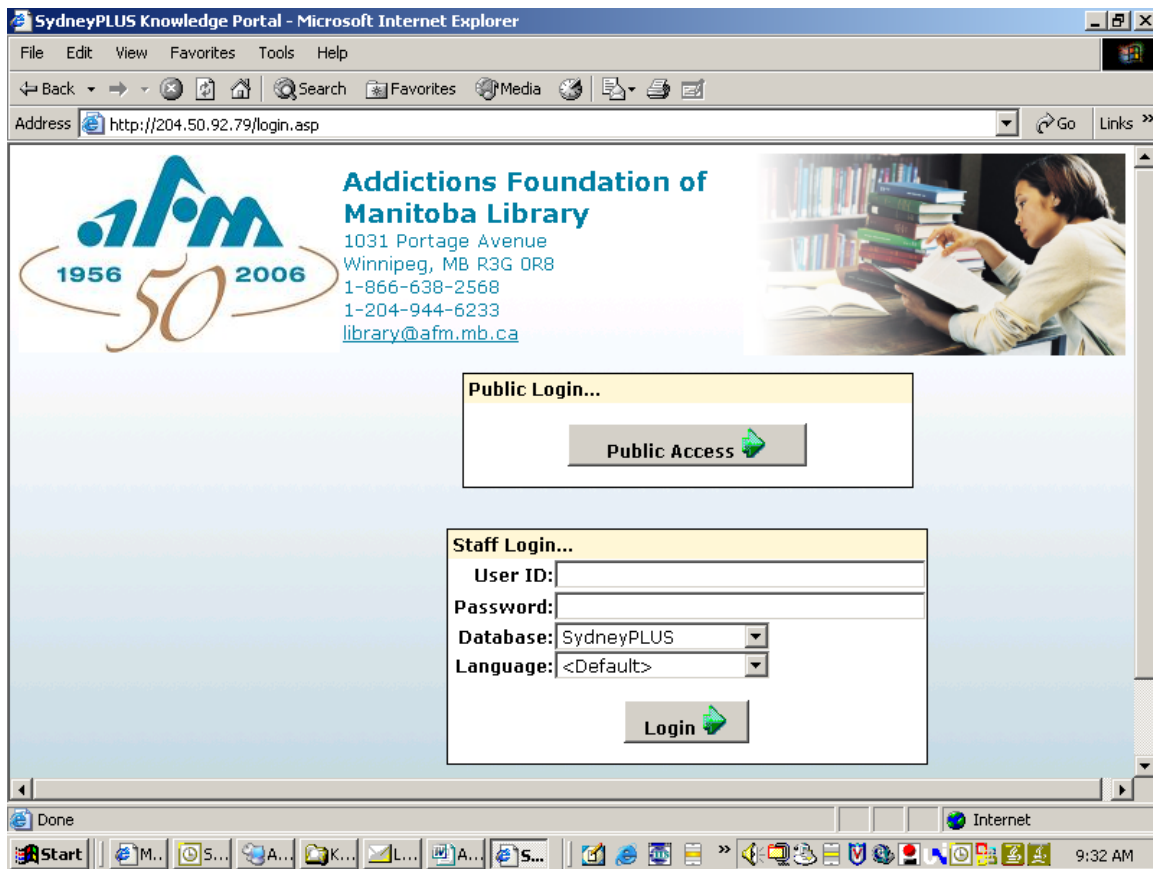 SydneyPLUS Knowledge Portal - Microsoft Internet Explorer
File Edit View Favorites Tools Help
Back Search Favorites Media
Address http://204.50.92.79/login.asp Go Links »
afm
1956 50 2006
Addictions Foundation of
Manitoba Library
1031 Portage Avenue
Winnipeg, MB R3G 0R8
1-866-638-2568
1-204-944-6233
library@afm.mb.ca
Public Login...
Public Access
Staff Login...
User ID:
Password:
Database: SydneyPLUS
Language: <Default>
Login
Done Internet
Start M.. S... A... K... L... A... S... » 9:32 AM